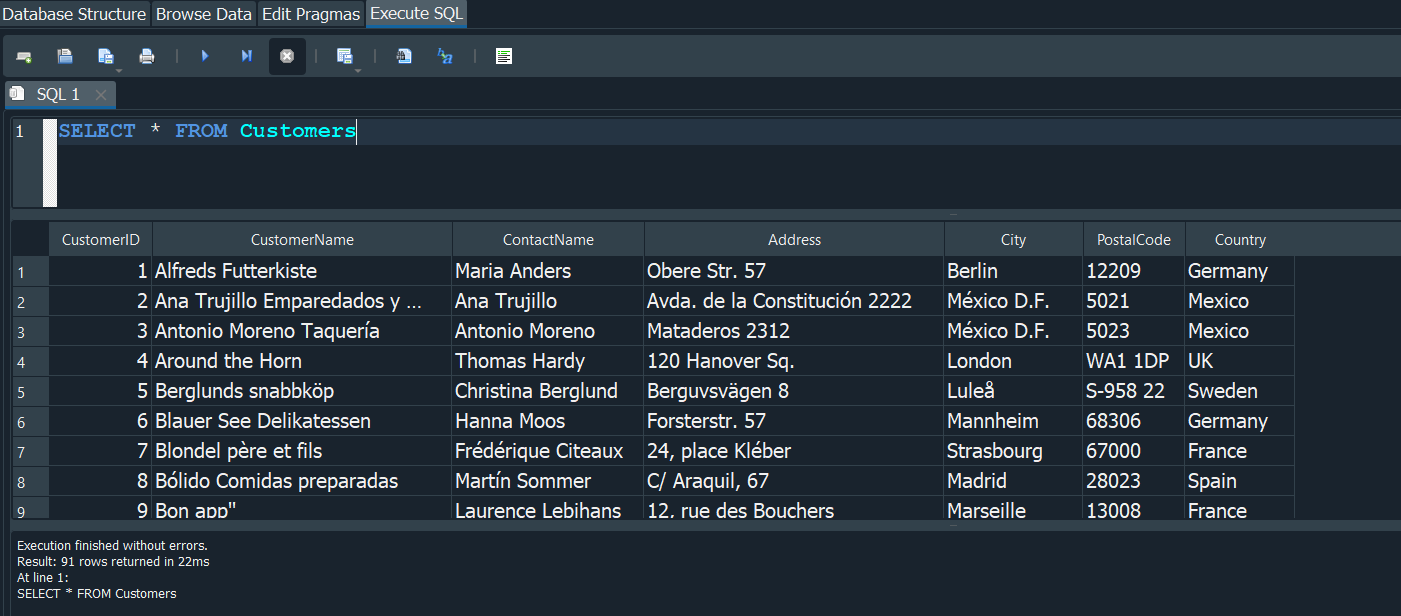 Database Structure Browse Data Edit Pragmas Execute SQL
SQL 1
1 SELECT * FROM Customers
CustomerID CustomerName ContactName Address City PostalCode Country
1 1 Alfreds Futterkiste Maria Anders Obere Str. 57 Berlin 12209 Germany
2 2 Ana Trujillo Emparedados y ... Ana Trujillo Avda. de la Constitución 2222 México D.F. 5021 Mexico
3 3 Antonio Moreno Taquería Antonio Moreno Mataderos 2312 México D.F. 5023 Mexico
4 4 Around the Horn Thomas Hardy 120 Hanover Sq. London WA1 1DP UK
5 5 Berglunds snabbköp Christina Berglund Berguvsvägen 8 Luleå S-958 22 Sweden
6 6 Blauer See Delikatessen Hanna Moos Forsterstr. 57 Mannheim 68306 Germany
7 7 Blondel père et fils Frédérique Citeaux 24, place Kléber Strasbourg 67000 France
8 8 Bólido Comidas preparadas Martín Sommer C/ Araquil, 67 Madrid 28023 Spain
9 9 Bon app" Laurence Lebihans 12, rue des Bouchers Marseille 13008 France
Execution finished without errors.
Result: 91 rows returned in 22ms
At line 1:
SELECT * FROM Customers